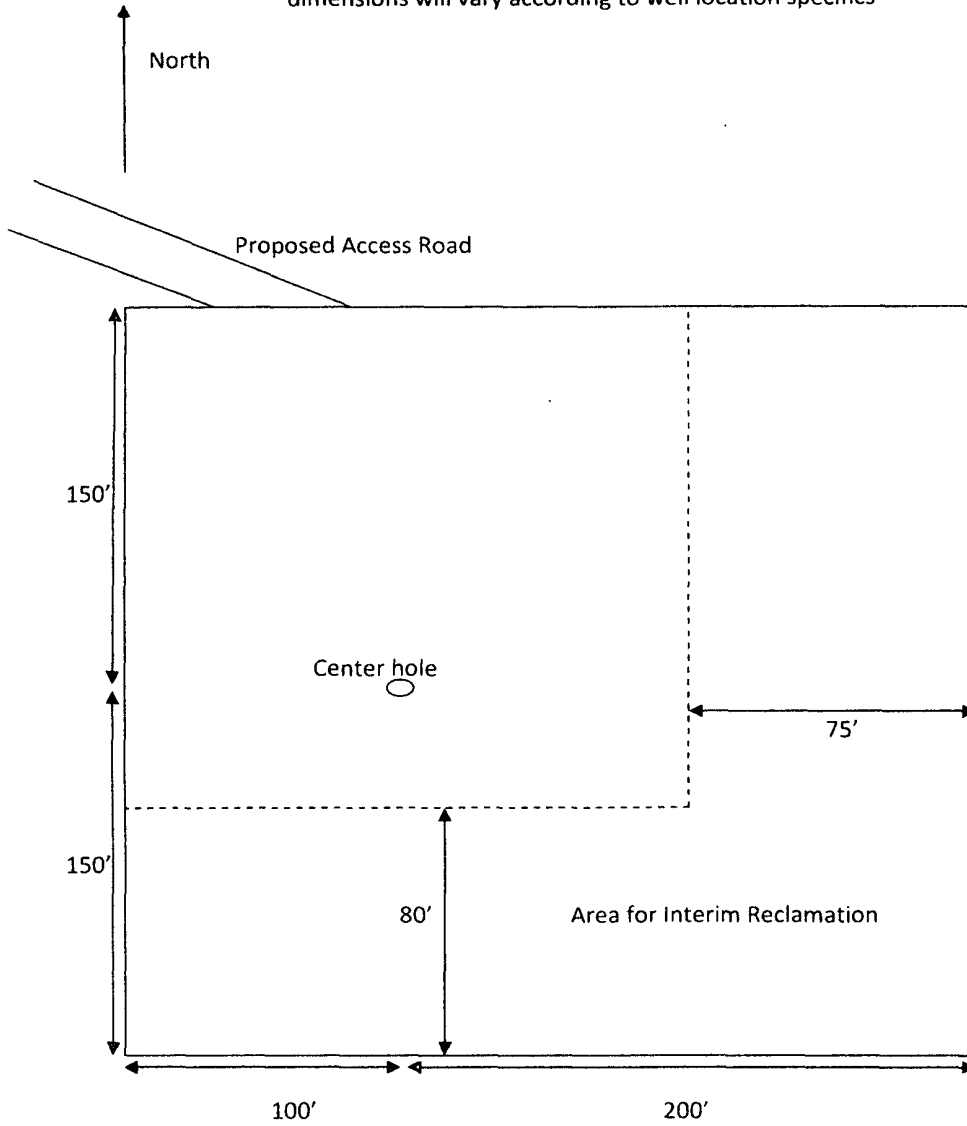 dimensions will vary according to well location specifics
North
Proposed Access Road
150'
Center hole
75'
150'
80'
Area for Interim Reclamation
100'
200'